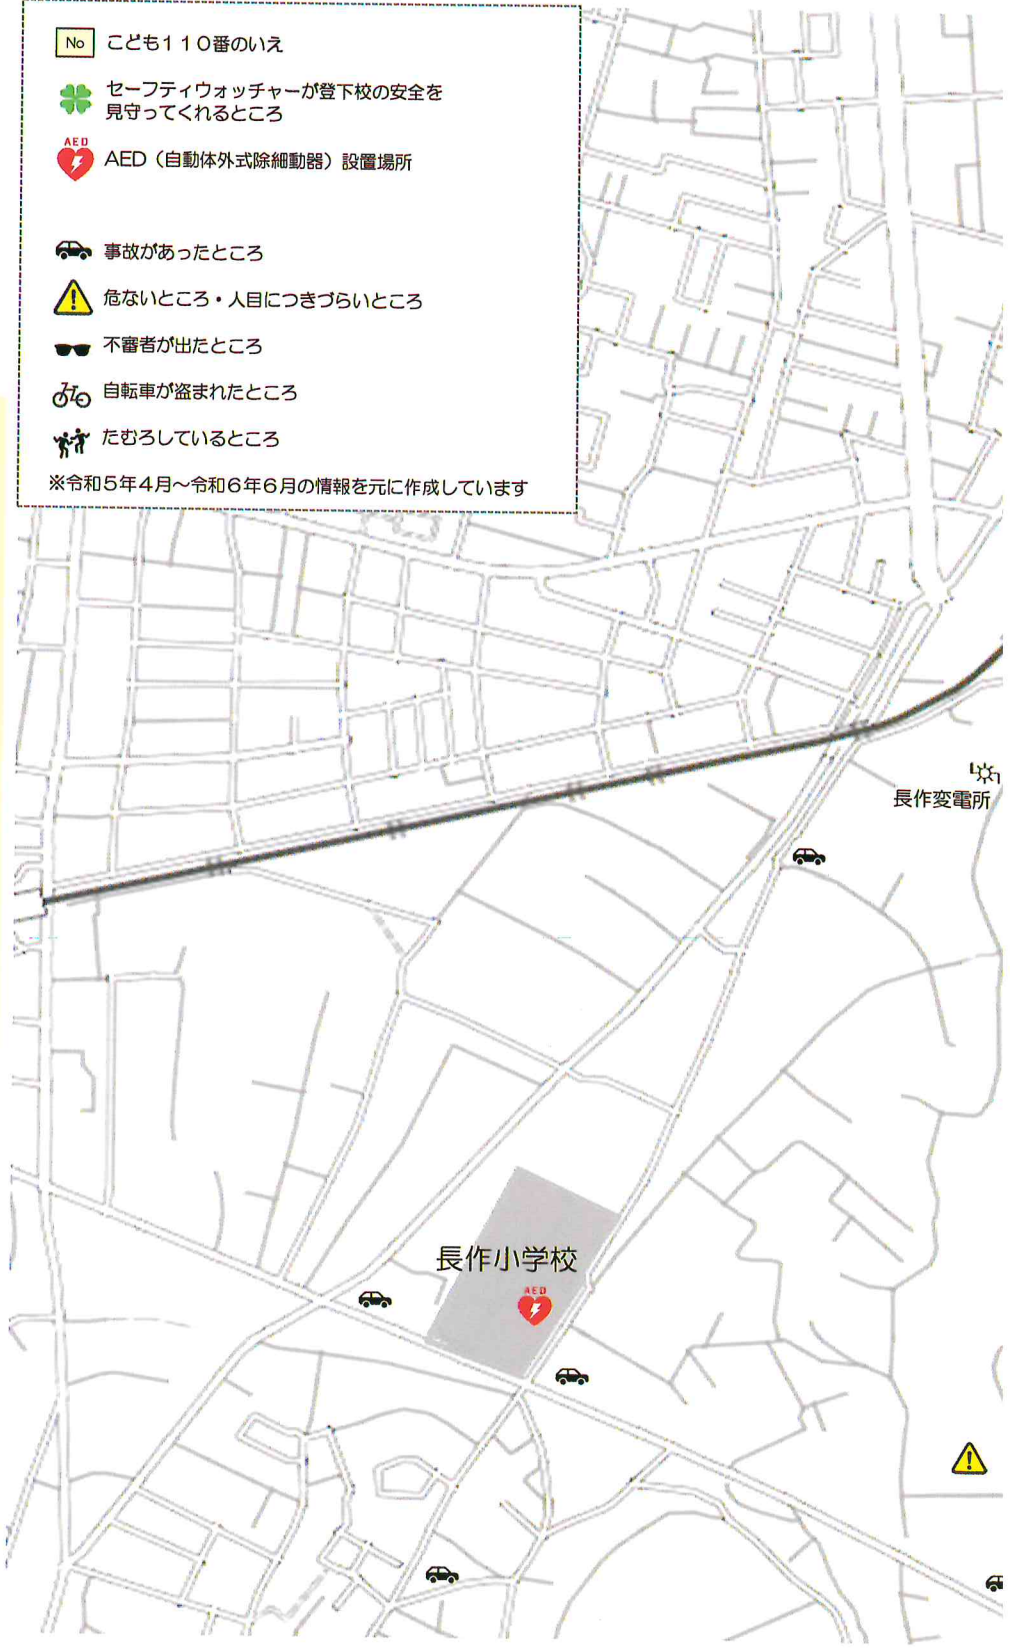 No こども110番のいえ
セーフティウォッチャーが登下校の安全を
見守ってくれるところ
AED
AED（自動体外式除細動器）設置場所
事故があったところ
危ないところ・人目につきづらいところ
不審者が出たところ
自転車が盗まれたところ
たむろしているところ
※令和5年4月～令和6年6月の情報を元に作成しています
長作変電所
長作小学校
AED